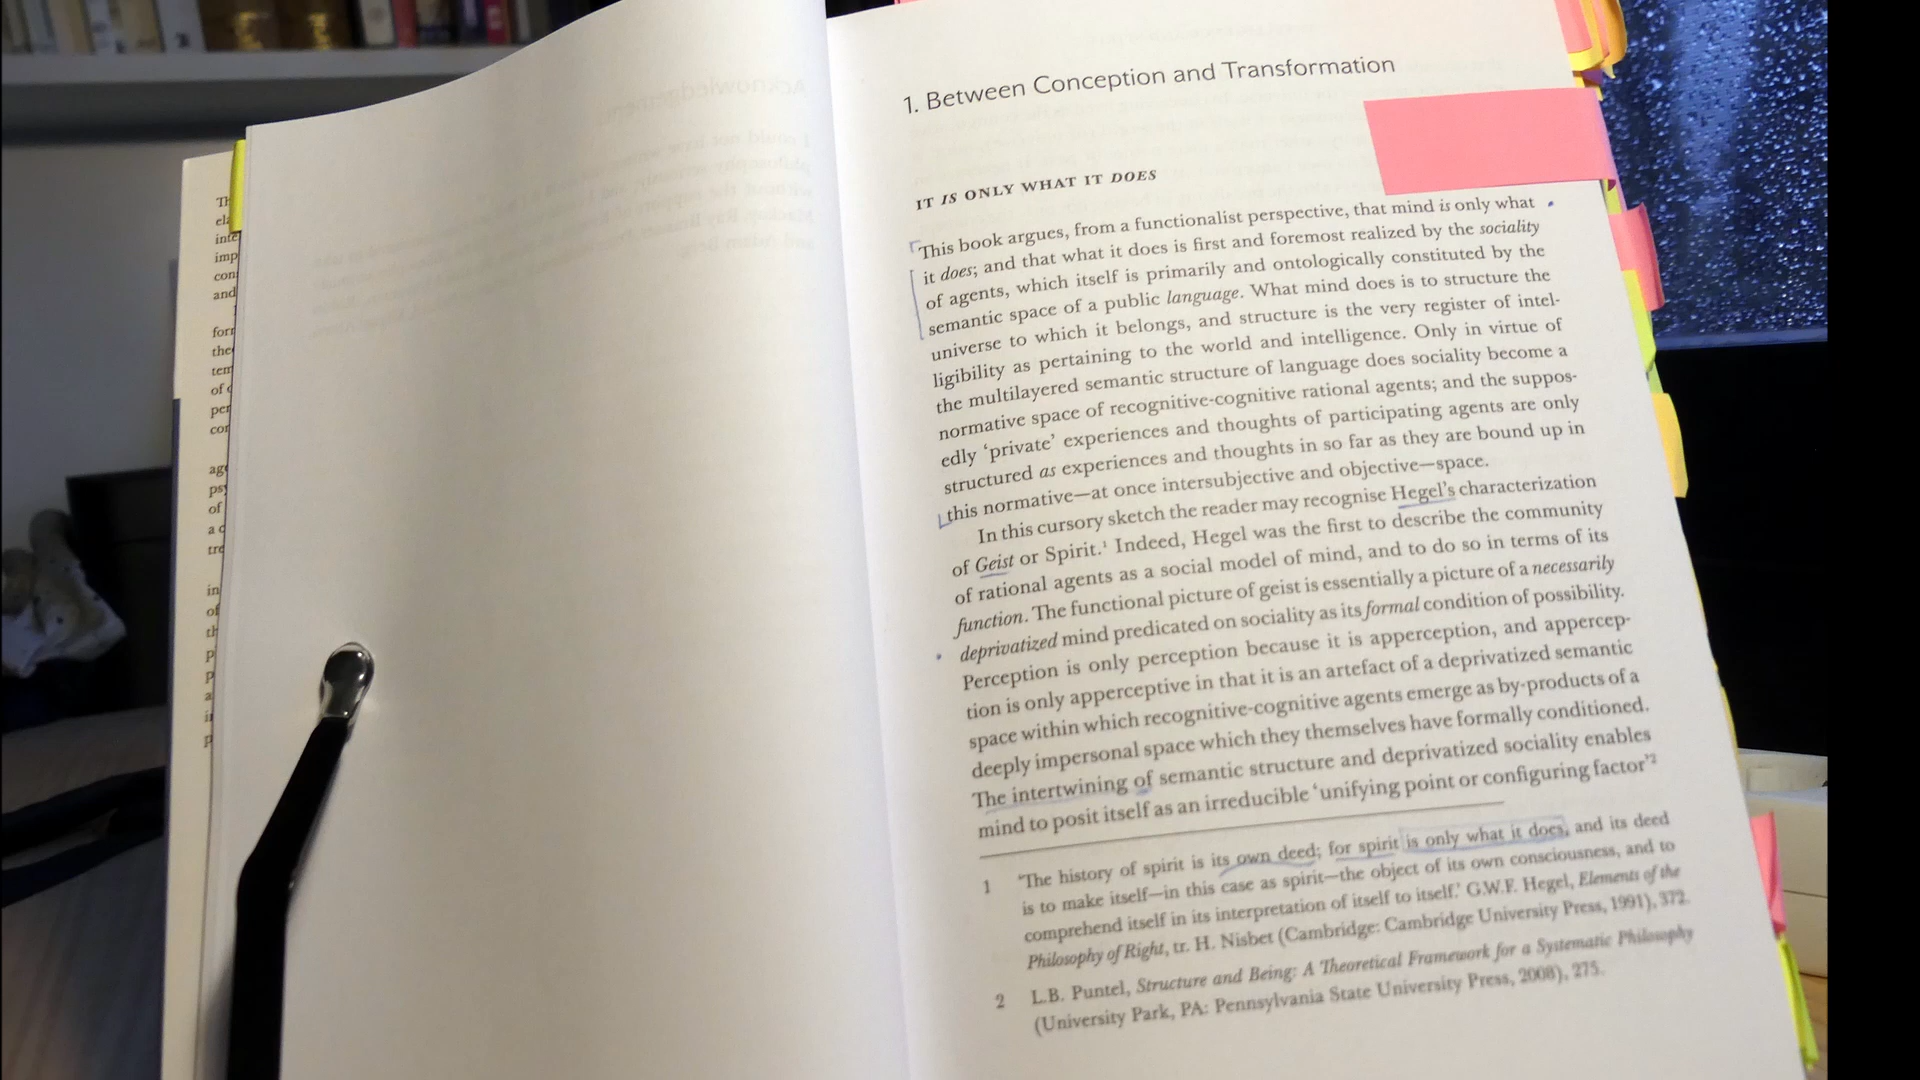 Acknowledgements
1. Between Conception and Transformation
IT IS ONLY WHAT IT DOES
This book argues, from a functionalist perspective, that mind is only what
it does; and that what it does is first and foremost realized by the sociality
of agents, which itself is primarily and ontologically constituted by the
semantic space of a public language. What mind does is to structure the
universe to which it belongs, and structure is the very register of intel-
ligibility as pertaining to the world and intelligence. Only in virtue of
the multilayered semantic structure of language does sociality become a
normative space of recognitive-cognitive rational agents; and the suppos-
edly ‘private’ experiences and thoughts of participating agents are only
structured as experiences and thoughts in so far as they are bound up in
this normative—at once intersubjective and objective—space.
In this cursory sketch the reader may recognise Hegel’s characterization
of Geist or Spirit.¹ Indeed, Hegel was the first to describe the community
of rational agents as a social model of mind, and to do so in terms of its
function. The functional picture of geist is essentially a picture of a necessarily
deprivatized mind predicated on sociality as its formal condition of possibility.
Perception is only perception because it is apperception, and appercep-
tion is only apperceptive in that it is an artefact of a deprivatized semantic
space within which recognitive-cognitive agents emerge as by-products of a
deeply impersonal space which they themselves have formally conditioned.
The intertwining of semantic structure and deprivatized sociality enables
mind to posit itself as an irreducible ‘unifying point or configuring factor’²
1 ‘The history of spirit is its own deed; for spirit is only what it does, and its deed
is to make itself—in this case as spirit—the object of its own consciousness, and to
comprehend itself in its interpretation of itself to itself.’ G.W.F. Hegel, Elements of the
Philosophy of Right, tr. H. Nisbet (Cambridge: Cambridge University Press, 1991), 372.
2 L.B. Puntel, Structure and Being: A Theoretical Framework for a Systematic Philosophy
(University Park, PA: Pennsylvania State University Press, 2008), 275.